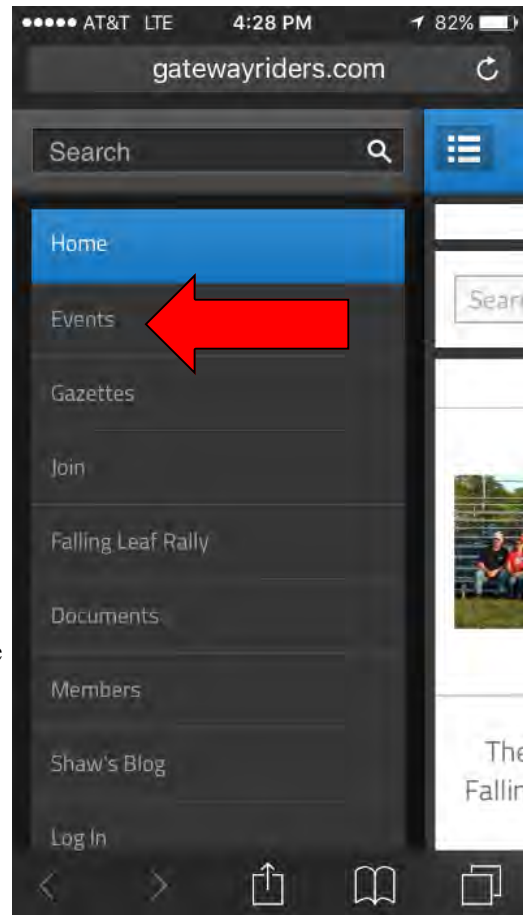 AT&T LTE 4:28 PM 82%
gatewayriders.com
Search
Home
Events
Gazettes
Join
Falling Leaf Rally
Documents
Members
Shaw's Blog
Log In
Sear
The
Fallin